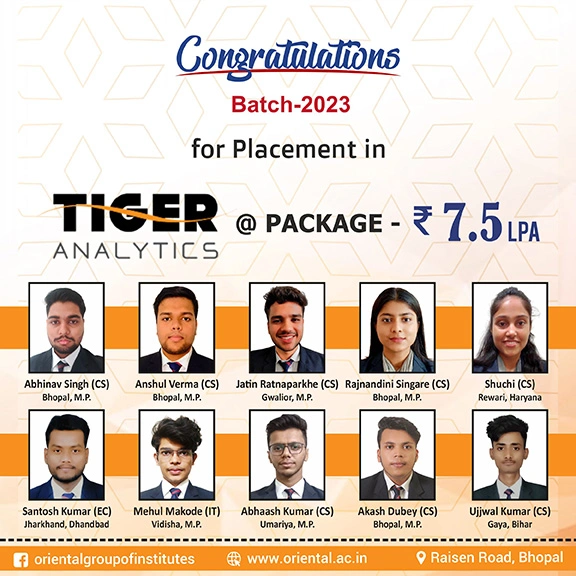 Congratulations
Batch-2023
for Placement in
TIGER
ANALYTICS
@ PACKAGE - ₹ 7.5 LPA
Abhinav Singh (CS)
Bhopal, M.P.
Anshul Verma (CS)
Bhopal, M.P.
Jatin Ratnaparkhe (CS)
Gwalior, M.P.
Rajnandini Singare (CS)
Bhopal, M.P.
Shuchi (CS)
Rewari, Haryana
Santosh Kumar (EC)
Jharkhand, Dhandbad
Mehul Makode (IT)
Vidisha, M.P.
Abhaash Kumar (CS)
Umariya, M.P.
Akash Dubey (CS)
Bhopal, M.P.
Ujjwal Kumar (CS)
Gaya, Bihar
orientalgroupofinstitutes
www.oriental.ac.in
Raisen Road, Bhopal